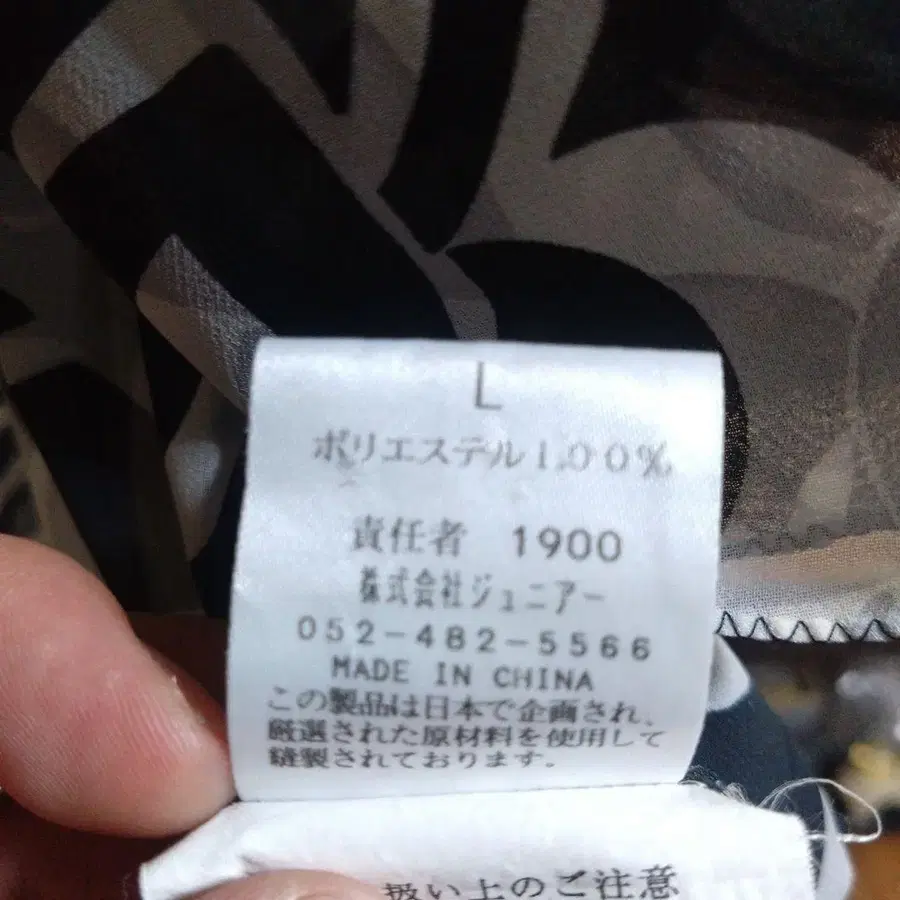 L
ポリエステル100%
責任者 1900
株式会社ジュニアー
052-482-5566
MADE IN CHINA
この製品は日本で企画され、
厳選された原材料を使用して
縫製されております。
扱い上のご注意